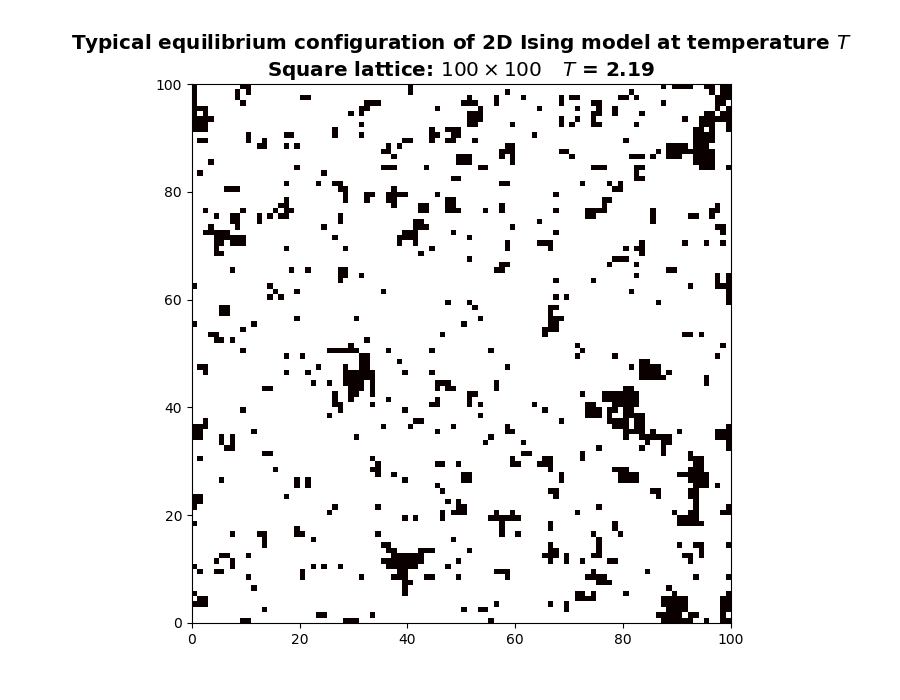 Typical equilibrium configuration of 2D Ising model at temperature T
Square lattice: 100 × 100 T = 2.19
100
80
60
40
20
0
0 20 40 60 80 100